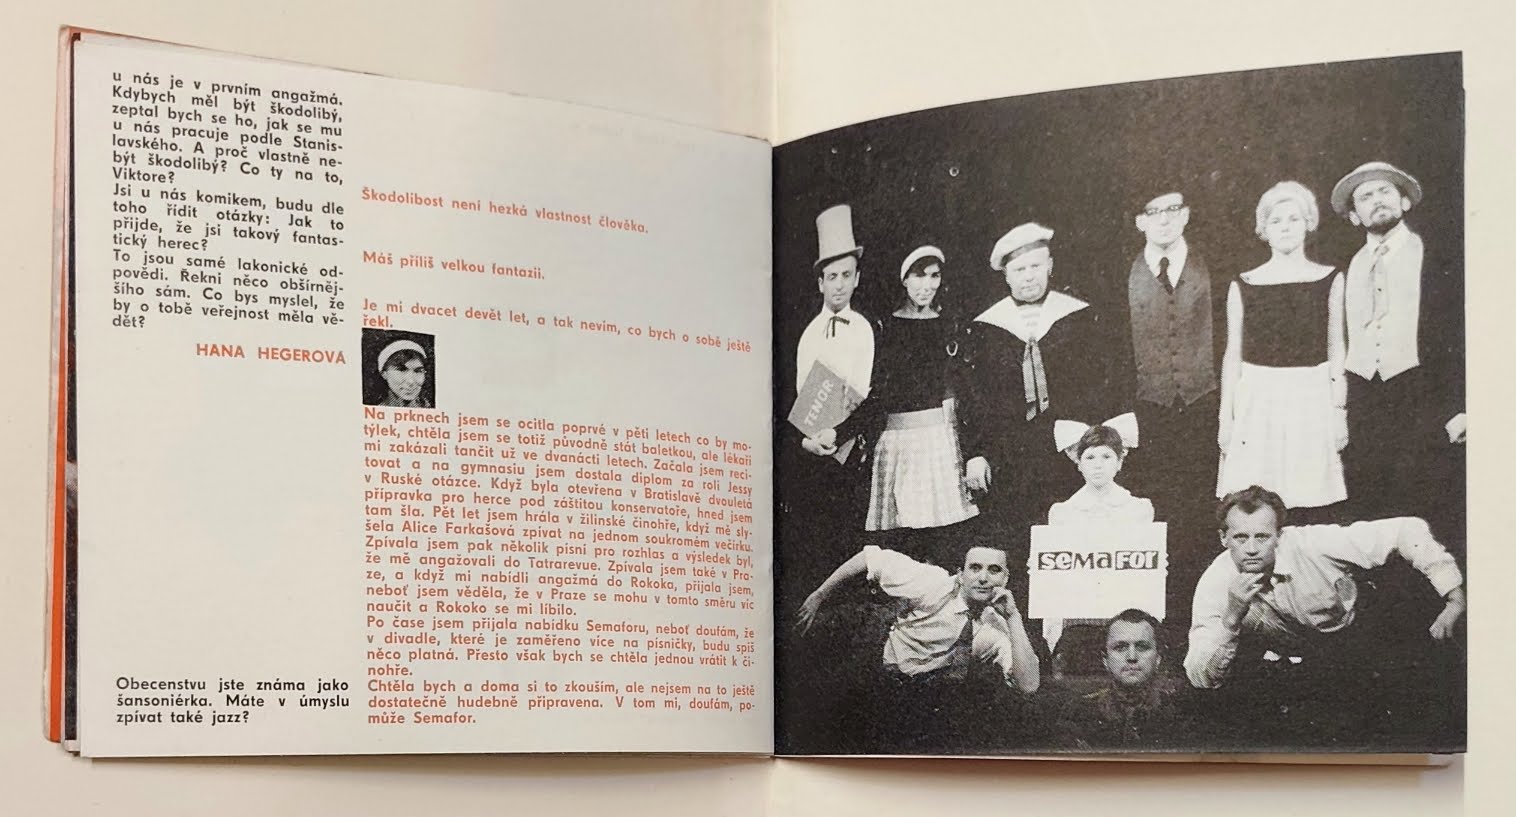 u nás je v prvním angažmá.
Kdybych měl být škodolibý,
zeptal bych se ho, jak se mu
u nás pracuje podle Stanis-
lavského. A proč vlastně ne-
být škodolibý? Co ty na to,
Viktore?
Škodolibost není hezká vlastnost člověka.
Jsi u nás komikem, budu dle
toho řídit otázky: Jak to
přijde, že jsi takový fantas-
tický herec?
Máš příliš velkou fantazii.
To jsou samé lakonické od-
povědi. Řekni něco obšírněj-
šího sám. Co bys myslel, že
by o tobě veřejnost měla vě-
dět?
Je mi dvacet devět let, a tak nevím, co bych o sobě ještě
řekl.
HANA HEGEROVÁ
Na prknech jsem se ocitla poprvé v pěti letech co by mo-
týlek, chtěla jsem se totiž původně stát baletkou, ale lékaři
mi zakázali tančit už ve dvanácti letech. Začala jsem reci-
tovat a na gymnasiu jsem dostala diplom za roli Jessy
v Ruské otázce. Když byla otevřena v Bratislavě dvouletá
přípravka pro herce pod záštitou konservatoře, hned jsem
tam šla. Pět let jsem hrála v žilinské činohře, když mě sly-
šela Alice Farkašová zpívat na jednom soukromém večírku.
Zpívala jsem pak několik písní pro rozhlas a výsledek byl,
že mě angažovali do Tatrarevue. Zpívala jsem také v Pra-
ze, a když mi nabídli angažmá do Rokoka, přijala jsem,
neboť jsem věděla, že v Praze se mohu v tomto směru víc
naučit a Rokoko se mi líbilo.
Po čase jsem přijala nabídku Semaforu, neboť doufám, že
v divadle, které je zaměřeno více na písničky, budu spíš
něco platná. Přesto však bych se chtěla jednou vrátit k či-
nohře.
Obecenstvu jste známa jako
šansoniérka. Máte v úmyslu
zpívat také jazz?
Chtěla bych a doma si to zkouším, ale nejsem na to ještě
dostatečně hudebně připravena. V tom mi, doufám, po-
může Semafor.
TENOR
semafor